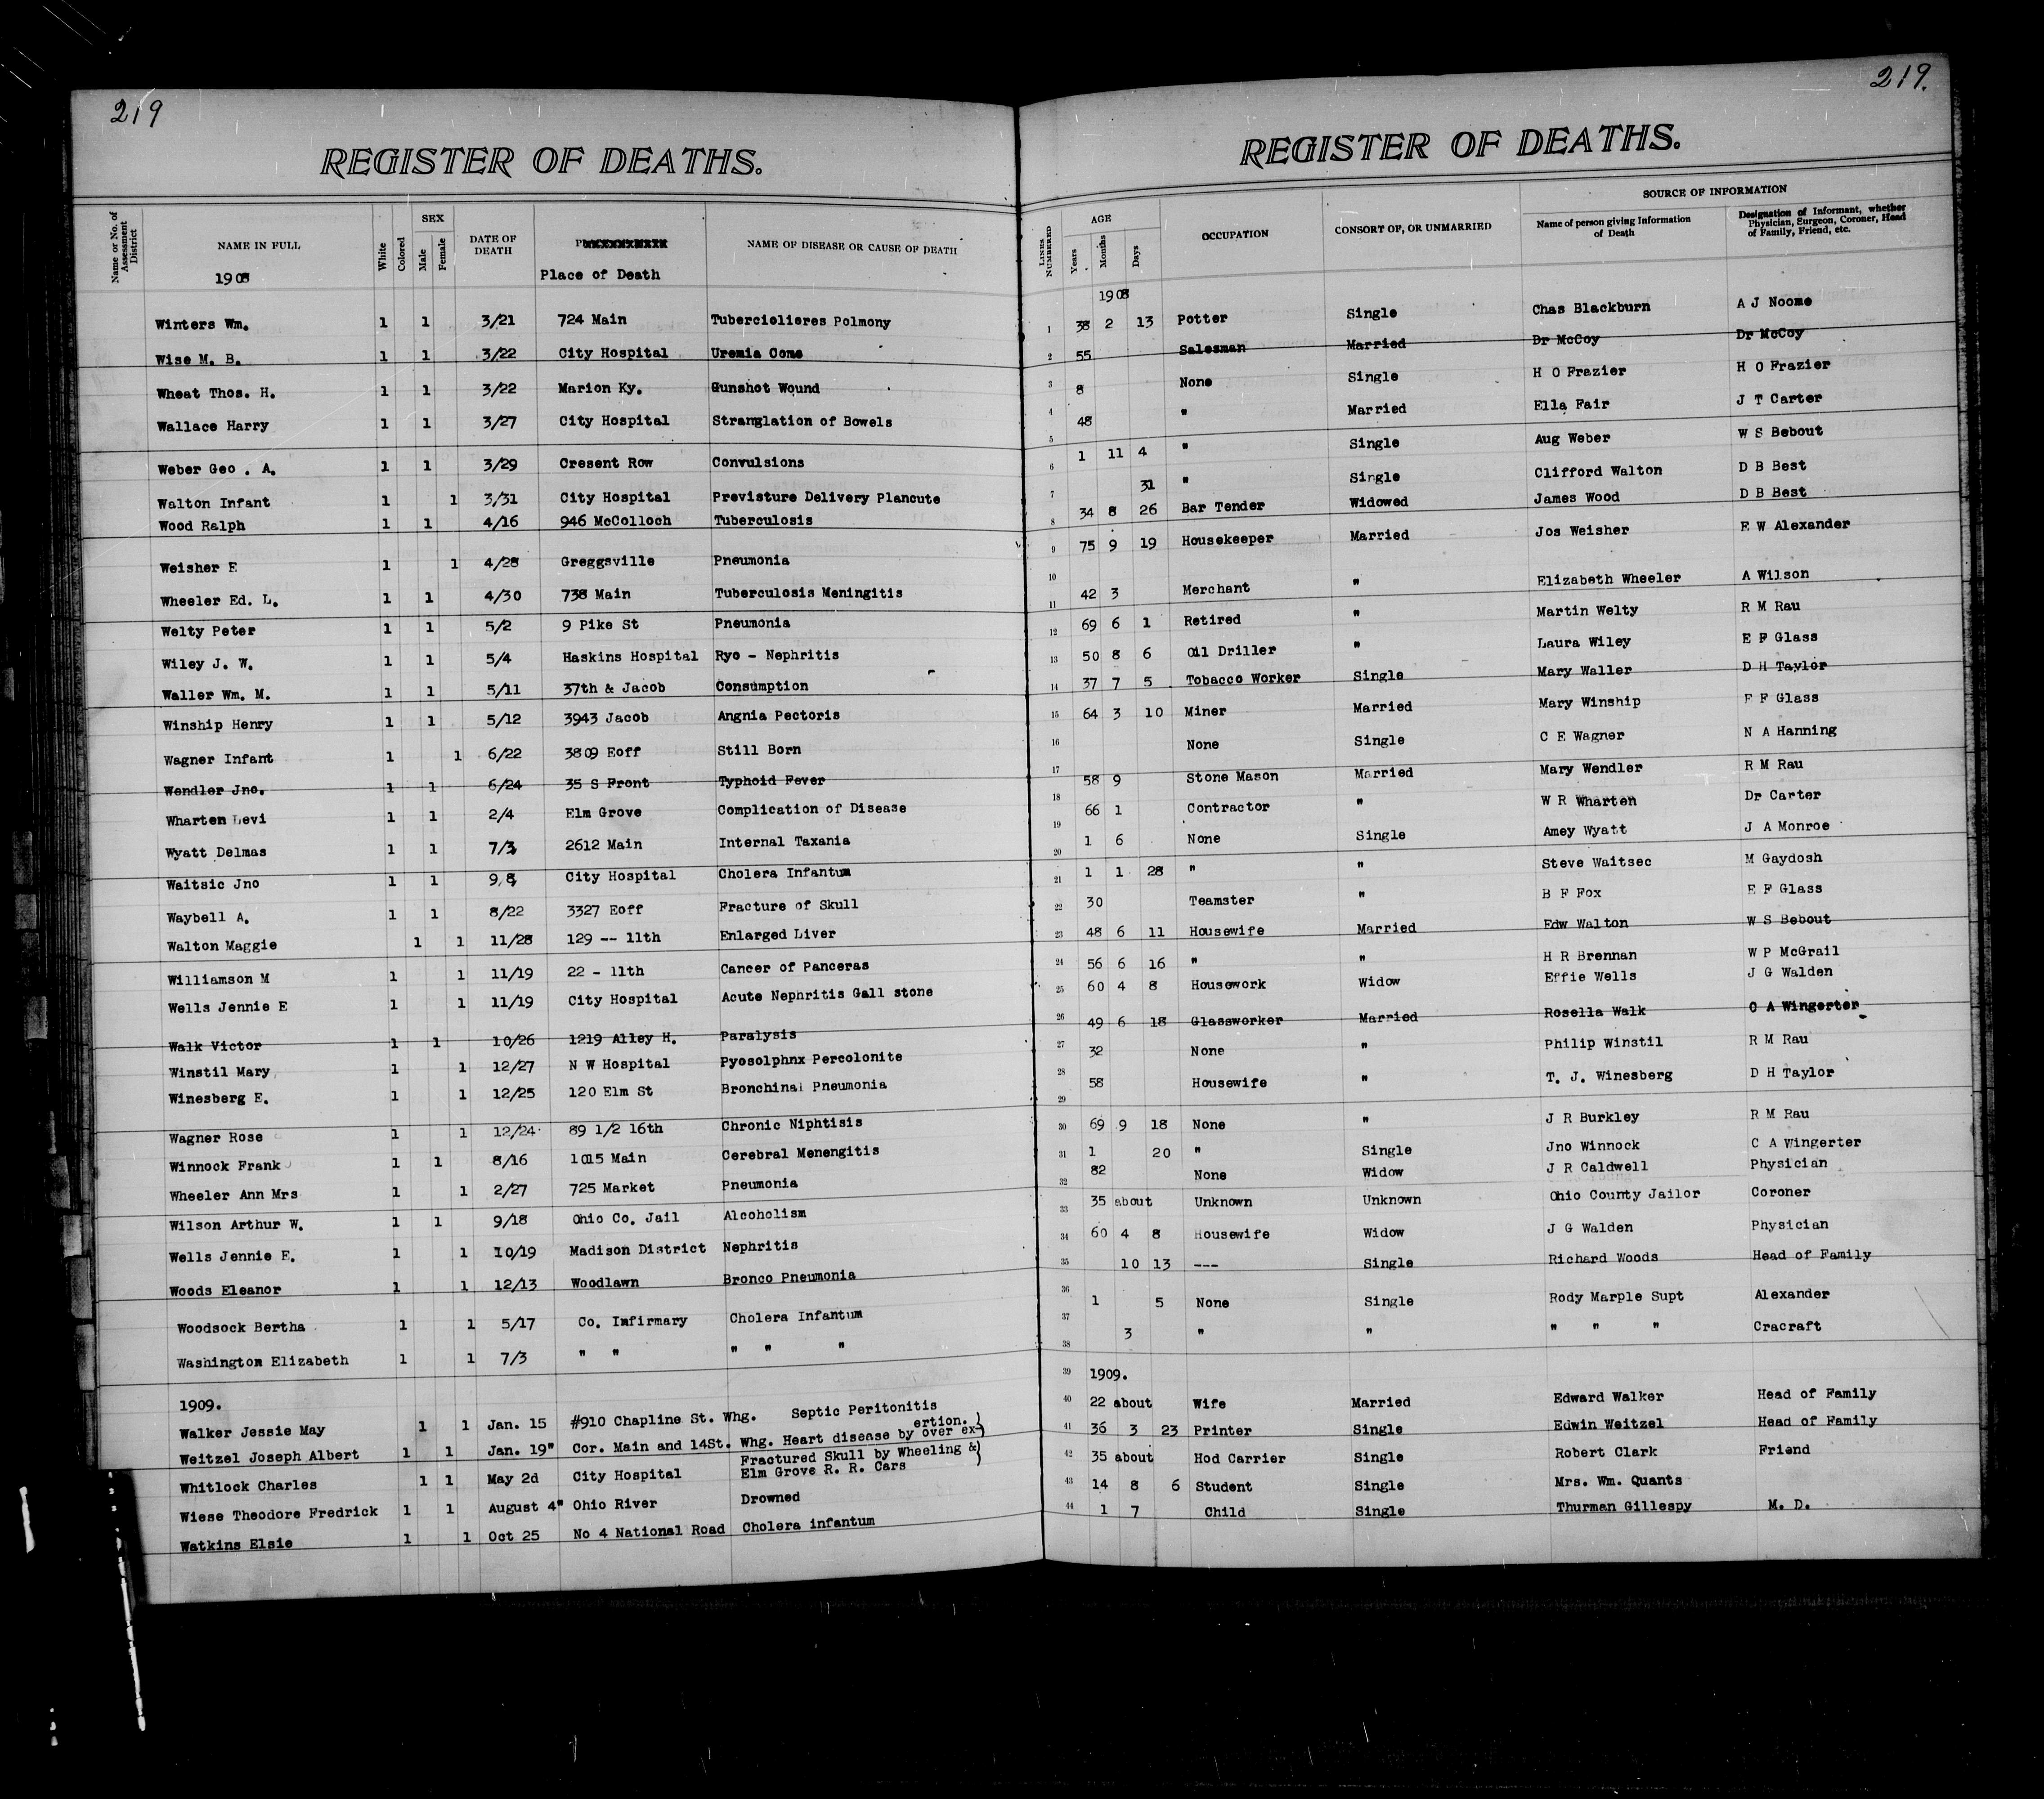 219
REGISTER OF DEATHS.
Name or No. of Assessment District
NAME IN FULL
White
Colored
SEX
Male
Female
DATE OF DEATH
Place of Death
NAME OF DISEASE OR CAUSE OF DEATH
1908
Winters Wm. 1 1 3/21 724 Main Tuberciolieres Polmony
Wise M. B. 1 1 3/22 City Hospital Uremia Come
Wheat Thos. H. 1 1 3/22 Marion Ky. Gunshot Wound
Wallace Harry 1 1 3/27 City Hospital Stranglation of Bowels
Weber Geo . A. 1 1 3/29 Cresent Row Convulsions
Walton Infant 1 1 3/31 City Hospital Previsture Delivery Plancute
Wood Ralph 1 1 4/16 946 McColloch Tuberculosis
Weisher E 1 1 4/28 Greggsville Pneumonia
Wheeler Ed. L. 1 1 4/30 738 Main Tuberculosis Meningitis
Welty Peter 1 1 5/2 9 Pike St Pneumonia
Wiley J. W. 1 1 5/4 Haskins Hospital Ryo - Nephritis
Waller Wm. M. 1 1 5/11 37th & Jacob Consumption
Winship Henry 1 1 5/12 3943 Jacob Angnia Pectoris
Wagner Infant 1 1 6/22 3809 Eoff Still Born
Wendler Jno. 1 1 6/24 35 S Front Typhoid Fever
Wharten Levi 1 1 2/4 Elm Grove Complication of Disease
Wyatt Delmas 1 1 7/3 2612 Main Internal Taxania
Waitsic Jno 1 1 City Hospital Cholera Infantum
Waybell A. 1 1 8/22 3327 Eoff Fracture of Skull
Walton Maggie 1 1 11/28 129 -- 11th Enlarged Liver
Williamson M 1 1 11/19 22 - 11th Cancer of Panceras
Wells Jennie E 1 1 11/19 City Hospital Acute Nephritis Gall stone
Walk Victor 1 1 10/26 1219 Alley H. Paralysis
Winstil Mary 1 1 12/27 N W Hospital Pyosolphnx Percolonite
Winesberg E. 1 1 12/25 120 Elm St Bronchinal Pneumonia
Wagner Rose 1 1 12/24 89 1/2 16th Chronic Niphtisis
Winnock Frank 1 1 8/16 1015 Main Cerebral Menengitis
Wheeler Ann Mrs 1 1 2/27 725 Market Pneumonia
Wilson Arthur W. 1 1 9/18 Ohio Co. Jail Alcoholism
Wells Jennie E. 1 1 10/19 Madison District Nephritis
Woods Eleanor 1 1 12/13 Woodlawn Bronco Pneumonia
Woodsock Bertha 1 1 5/17 Co. Infirmary Cholera Infantum
Washington Elizabeth 1 1 7/3 " " " " "
1909.
Walker Jessie May 1 1 Jan. 15 #910 Chapline St. Whg. Septic Peritonitis
Weitzel Joseph Albert 1 1 Jan. 19" Cor. Main and 14St. Whg. Heart disease by over ex-
ertion.)
Whitlock Charles 1 1 May 2d City Hospital Fractured Skull by Wheeling &)
Elm Grove R. R. Cars
Wiese Theodore Fredrick 1 1 August 4" Ohio River Drowned
Watkins Elsie 1 1 Oct 25 No 4 National Road Cholera infantum
219.
REGISTER OF DEATHS.
LINES NUMBERED
AGE
Years
Months
Days
OCCUPATION
CONSORT OF, OR UNMARRIED
SOURCE OF INFORMATION
Name of person giving Information of Death
Designation of Informant, whether Physician, Surgeon, Coroner, Head of Family, Friend, etc.
1908
1 38 2 13 Potter Single Chas Blackburn A J Noome
2 55 Salesman Married Dr McCoy Dr McCoy
3 8 None Single H O Frazier H O Frazier
4 48 " Married Ella Fair J T Carter
5
6 1 11 4 " Single Aug Weber W S Bebout
7 31 " Single Clifford Walton D B Best
8 34 8 26 Bar Tender Widowed James Wood D B Best
9 75 9 19 Housekeeper Married Jos Weisher E W Alexander
10
11 42 3 Merchant " Elizabeth Wheeler A Wilson
12 69 6 1 Retired " Martin Welty R M Rau
13 50 8 6 Oil Driller " Laura Wiley E F Glass
14 37 7 5 Tobacco Worker Single Mary Waller D H Taylor
15 64 3 10 Miner Married Mary Winship E F Glass
16 None Single C E Wagner N A Hanning
17 58 9 Stone Mason Married Mary Wendler R M Rau
18 66 1 Contractor " W R Wharten Dr Carter
19
20 1 6 None Single Amey Wyatt J A Monroe
21 1 1 28 " " Steve Waitsec M Gaydosh
22 30 Teamster " B F Fox E F Glass
23 48 6 11 Housewife Married Edw Walton W S Bebout
24 56 6 16 " " H R Brennan W P McGrail
25 60 4 8 Housework Widow Effie Wells J G Walden
26 49 6 18 Glassworker Married Rosella Walk C A Wingerter
27 32 None " Philip Winstil R M Rau
28 58 Housewife " T. J. Winesberg D H Taylor
29
30 69 9 18 None " J R Burkley R M Rau
31 1 20 " Single Jno Winnock C A Wingerter
82 None Widow J R Caldwell Physician
32
33 35 about Unknown Unknown Ohio County Jailor Coroner
34 60 4 8 Housewife Widow J G Walden Physician
35 10 13 --- Single Richard Woods Head of Family
36
1 5 None Single Rody Marple Supt Alexander
37
3 " " " " " Cracraft
38
39 1909.
40 22 about Wife Married Edward Walker Head of Family
41 36 3 23 Printer Single Edwin Weitzel Head of Family
42 35 about Hod Carrier Single Robert Clark Friend
43 14 8 6 Student Single Mrs. Wm. Quants
44 1 7 Child Single Thurman Gillespy M. D.